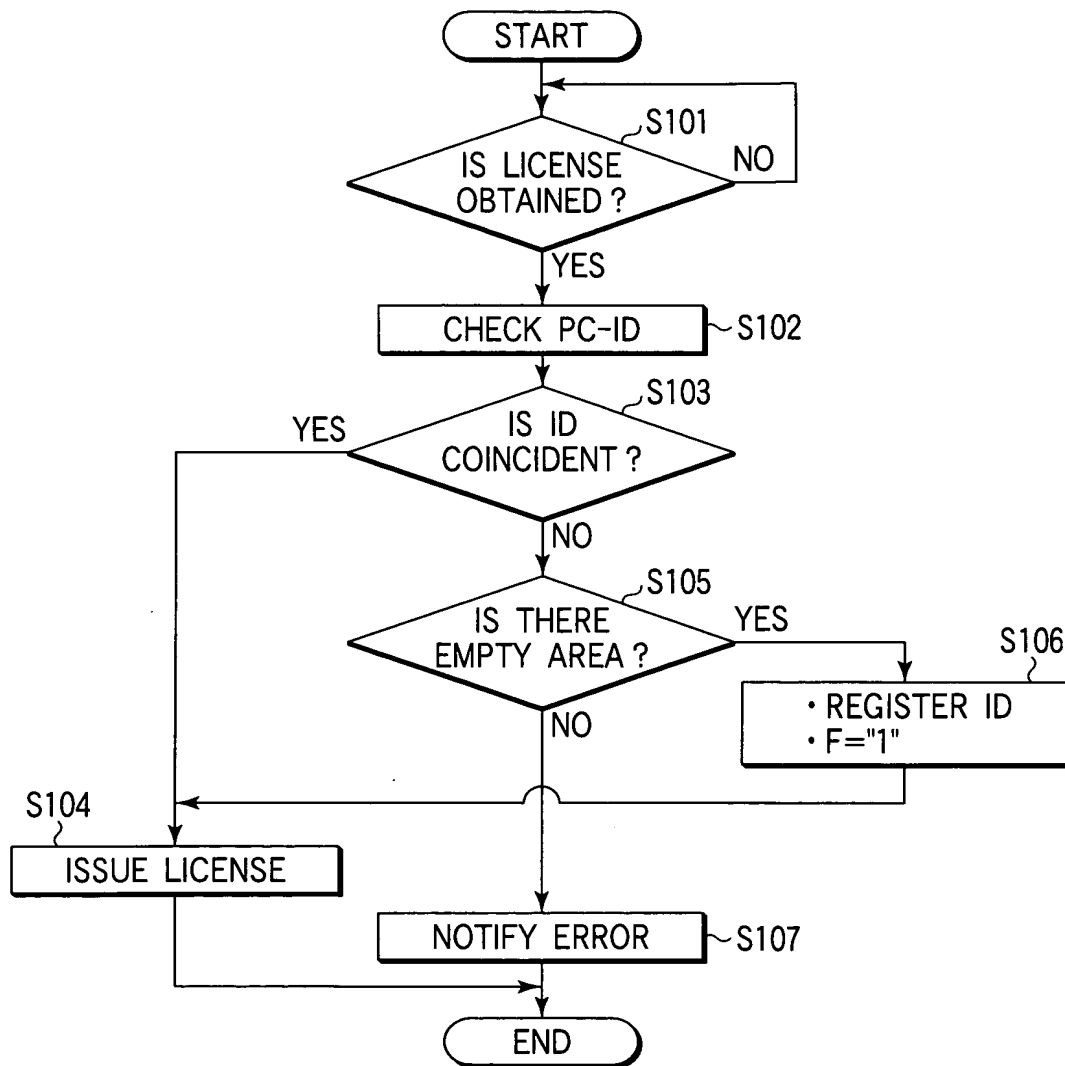 START
S101
IS LICENSE
OBTAINED ?
NO
YES
CHECK PC-ID
S102
S103
YES
IS ID
COINCIDENT ?
NO
S105
IS THERE
EMPTY AREA ?
YES
S106
· REGISTER ID
· F="1"
NO
S104
ISSUE LICENSE
NOTIFY ERROR
S107
END